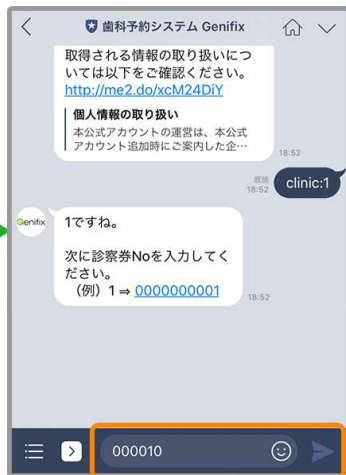 歯科予約システム Genifix
取得される情報の取り扱いにつ
いては以下をご確認ください。
http://me2.do/xcM24DiY
個人情報の取り扱い
本公式アカウントの運営は、本公式
アカウント追加時にご案内した企…
18:52
既読
18:52
clinic:1
Genifix
1ですね。
次に診察券Noを入力してく
ださい。
（例）1 ⇒ 0000000001
18:52
000010